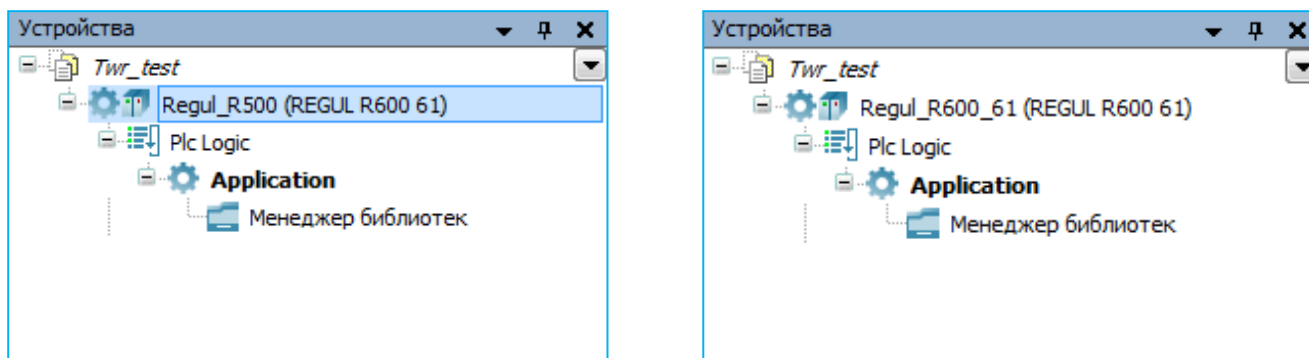 Устройства
Twr_test
Regul_R500 (REGUL R600 61)
Plc Logic
Application
Менеджер библиотек
Устройства
Twr_test
Regul_R600_61 (REGUL R600 61)
Plc Logic
Application
Менеджер библиотек